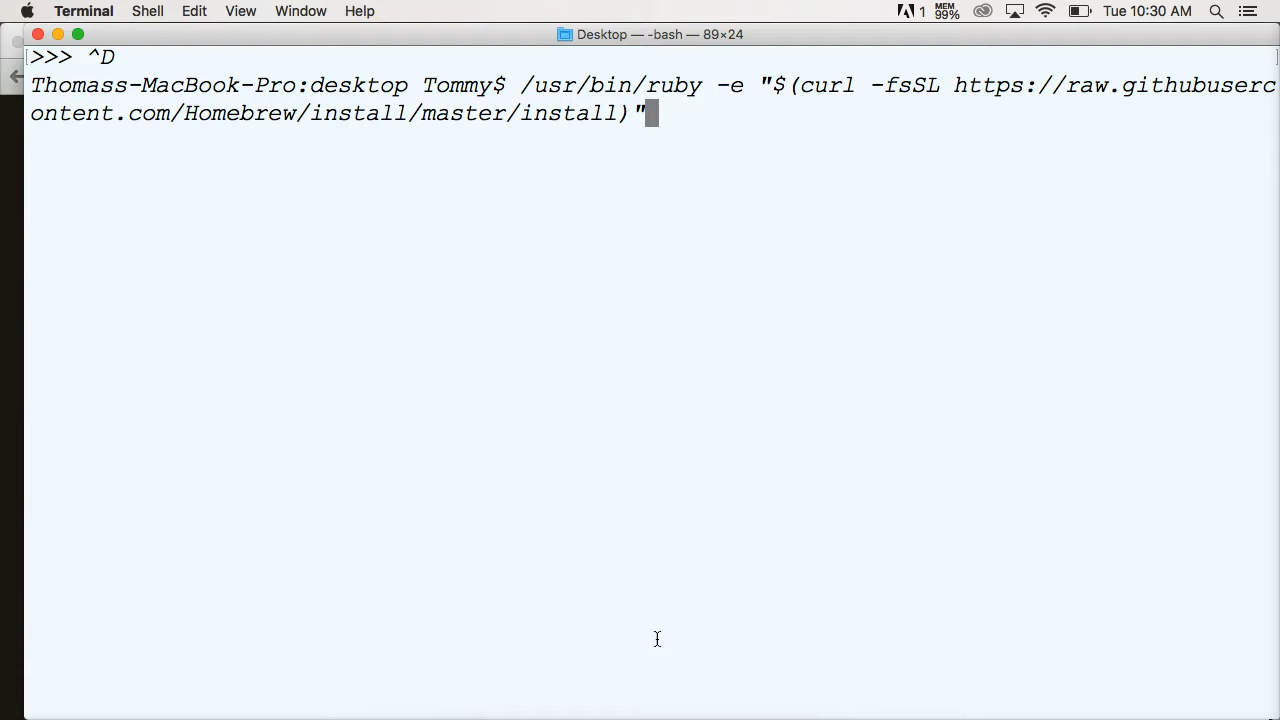 Terminal Shell Edit View Window Help 1 MEM 99% Tue 10:30 AM
Desktop — -bash — 89×24
>>> ^D
Thomass-MacBook-Pro:desktop Tommy$ /usr/bin/ruby -e "$(curl -fsSL https://raw.githubuserc
ontent.com/Homebrew/install/master/install)"